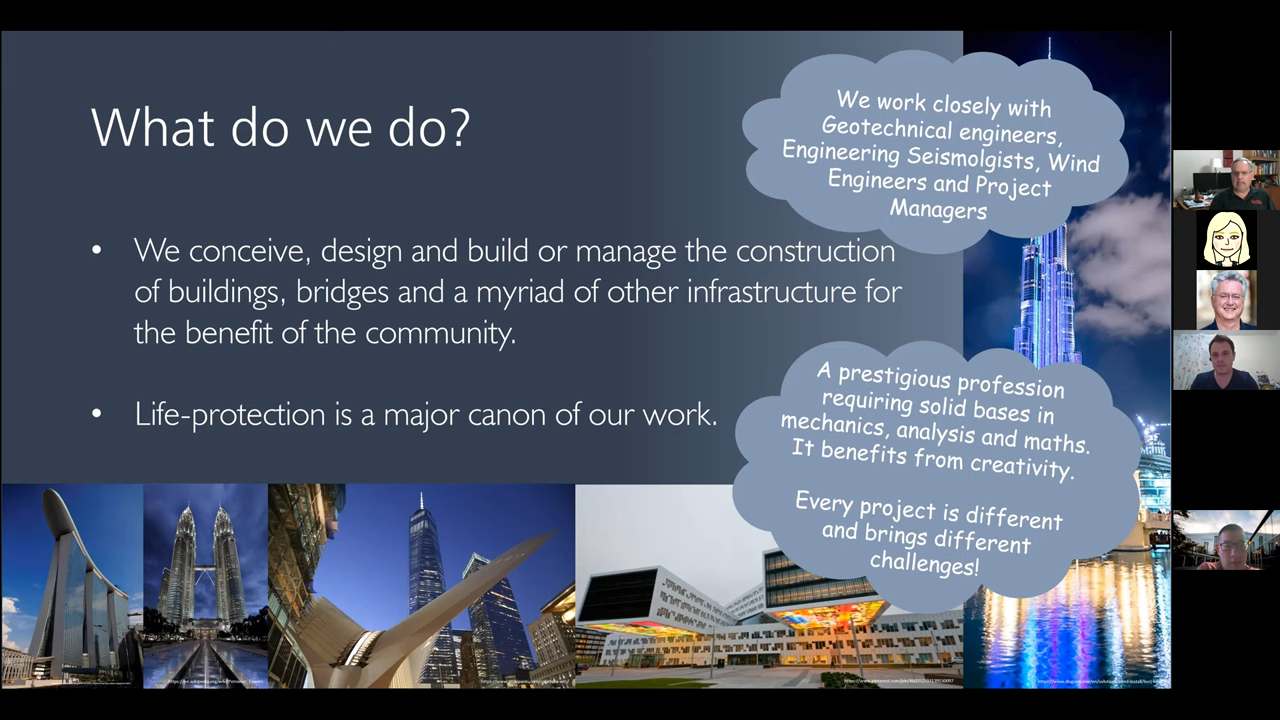 What do we do?
We work closely with
Geotechnical engineers,
Engineering Seismolgists, Wind
Engineers and Project
Managers
• We conceive, design and build or manage the construction
of buildings, bridges and a myriad of other infrastructure for
the benefit of the community.
• Life-protection is a major canon of our work.
A prestigious profession
requiring solid bases in
mechanics, analysis and maths.
It benefits from creativity.
Every project is different
and brings different
challenges!